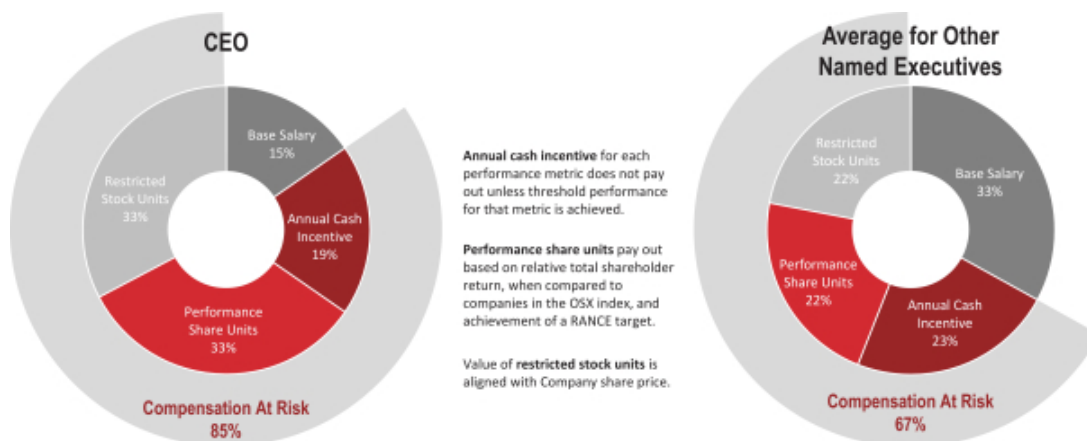 CEO
Base Salary
15%
Restricted
Stock Units
33%
Annual Cash
Incentive
19%
Performance
Share Units
33%
Compensation At Risk
85%
Annual cash incentive for each
performance metric does not pay
out unless threshold performance
for that metric is achieved.
Performance share units pay out
based on relative total shareholder
return, when compared to
companies in the OSX index, and
achievement of a RANCE target.
Value of restricted stock units is
aligned with Company share price.
Average for Other
Named Executives
Restricted
Stock Units
22%
Base Salary
33%
Performance
Share Units
22%
Annual Cash
Incentive
23%
Compensation At Risk
67%